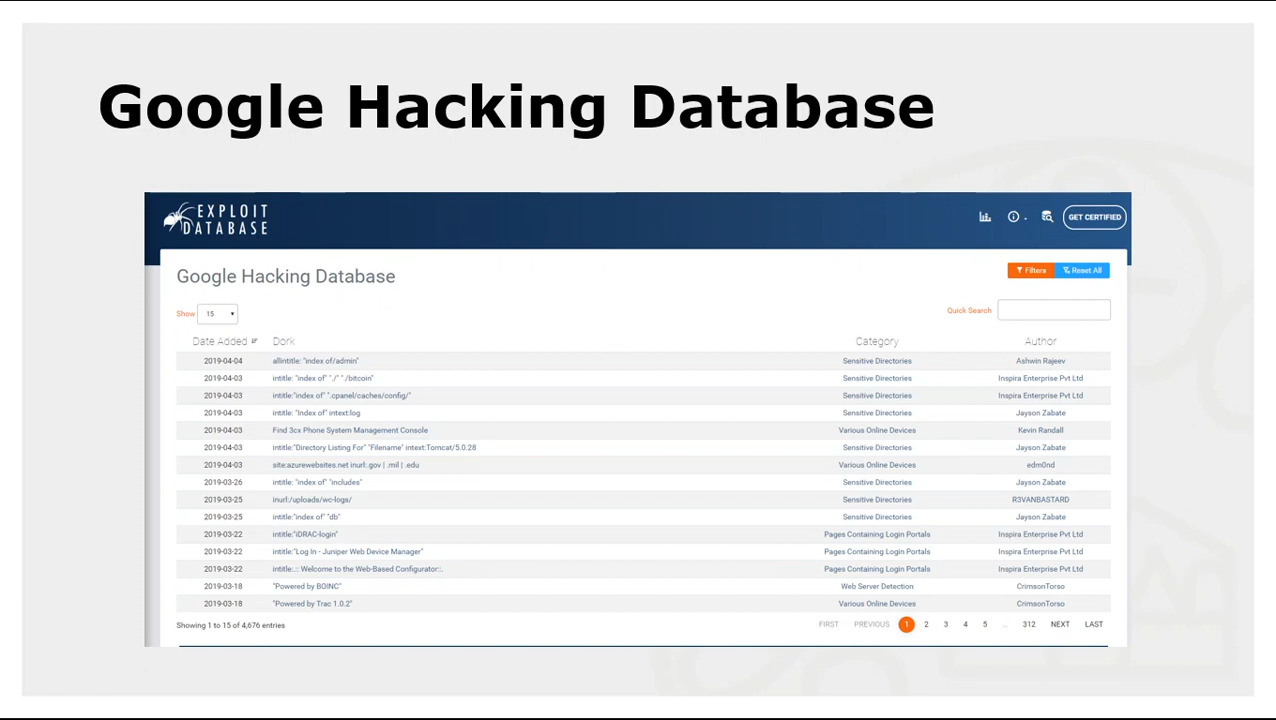 Google Hacking Database
EXPLOIT
DATABASE
GET CERTIFIED
Google Hacking Database
Filters
Reset All
Show 15
Quick Search
Date Added Dork Category Author
2019-04-04 allintitle: "index of/admin" Sensitive Directories Ashwin Rajeev
2019-04-03 intitle: "index of" "./" "./bitcoin" Sensitive Directories Inspira Enterprise Pvt Ltd
2019-04-03 intitle:"index of" ".cpanel/caches/config/" Sensitive Directories Inspira Enterprise Pvt Ltd
2019-04-03 intitle: "Index of" intext:log Sensitive Directories Jayson Zabate
2019-04-03 Find 3cx Phone System Management Console Various Online Devices Kevin Randall
2019-04-03 intitle:"Directory Listing For" "Filename" intext:Tomcat/5.0.28 Sensitive Directories Jayson Zabate
2019-04-03 site:azurewebsites.net inurl:.gov | .mil | .edu Various Online Devices edm0nd
2019-03-26 intitle: "index of" "includes" Sensitive Directories Jayson Zabate
2019-03-25 inurl:/uploads/wc-logs/ Sensitive Directories R3VANBASTARD
2019-03-25 intitle:"index of" "db" Sensitive Directories Jayson Zabate
2019-03-22 intitle:"iDRAC-login" Pages Containing Login Portals Inspira Enterprise Pvt Ltd
2019-03-22 intitle:"Log In - Juniper Web Device Manager" Pages Containing Login Portals Inspira Enterprise Pvt Ltd
2019-03-22 intitle:.:: Welcome to the Web-Based Configurator::. Pages Containing Login Portals Inspira Enterprise Pvt Ltd
2019-03-18 "Powered by BOINC" Web Server Detection CrimsonTorso
2019-03-18 "Powered by Trac 1.0.2" Various Online Devices CrimsonTorso
Showing 1 to 15 of 4,676 entries
FIRST PREVIOUS 1 2 3 4 5 ... 312 NEXT LAST